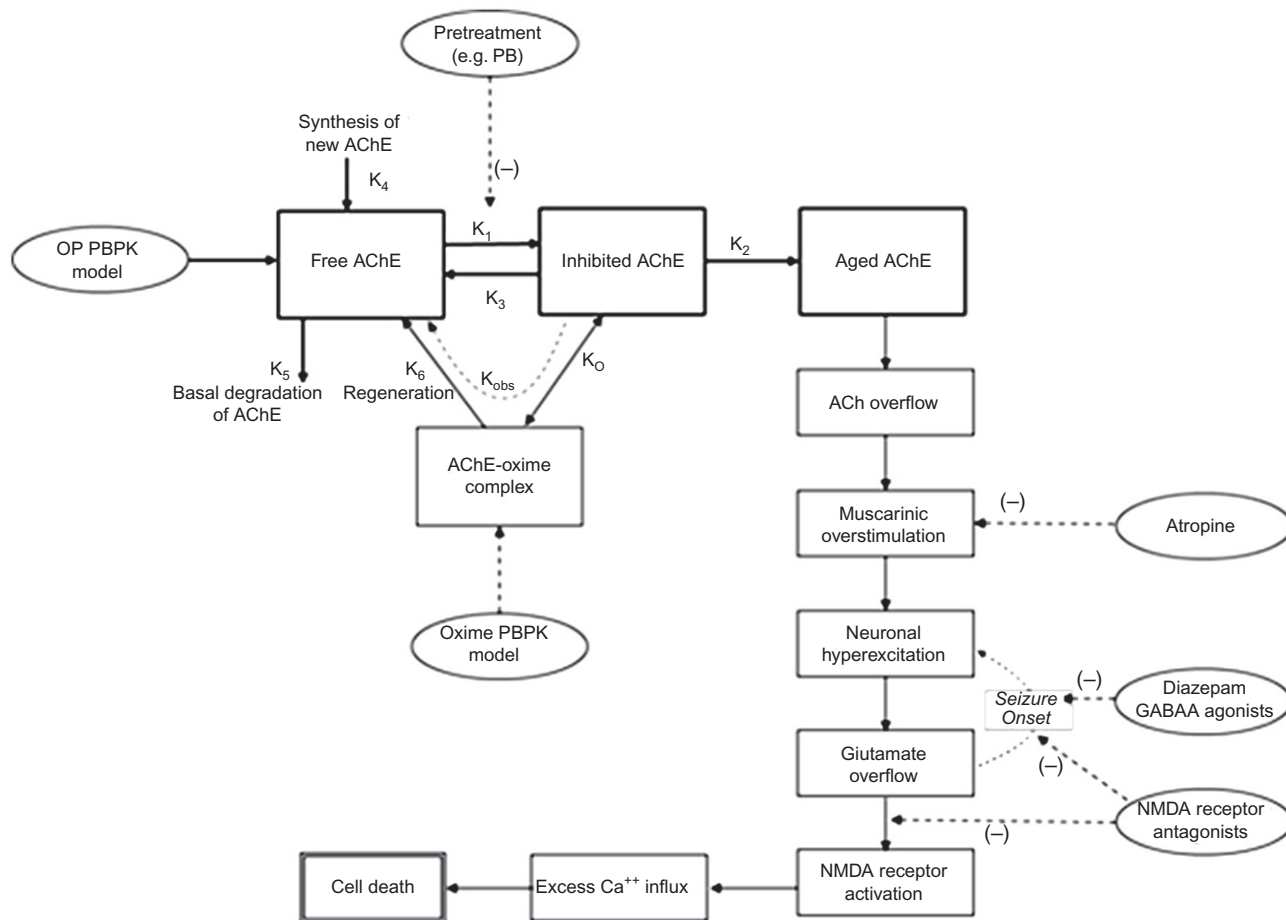 Pretreatment
(e.g. PB)
Synthesis of
new AChE
(–)
K4
OP PBPK
model
Free AChE
K1
K3
Inhibited AChE
K2
Aged AChE
K5
Basal degradation
of AChE
K6
Regeneration
Kobs
KO
AChE-oxime
complex
Oxime PBPK
model
ACh overflow
Muscarinic
overstimulation
(–)
Atropine
Neuronal
hyperexcitation
Seizure
Onset
(–)
Diazepam
GABAA agonists
Giutamate
overflow
(–)
(–)
NMDA receptor
antagonists
NMDA receptor
activation
Excess Ca++ influx
Cell death